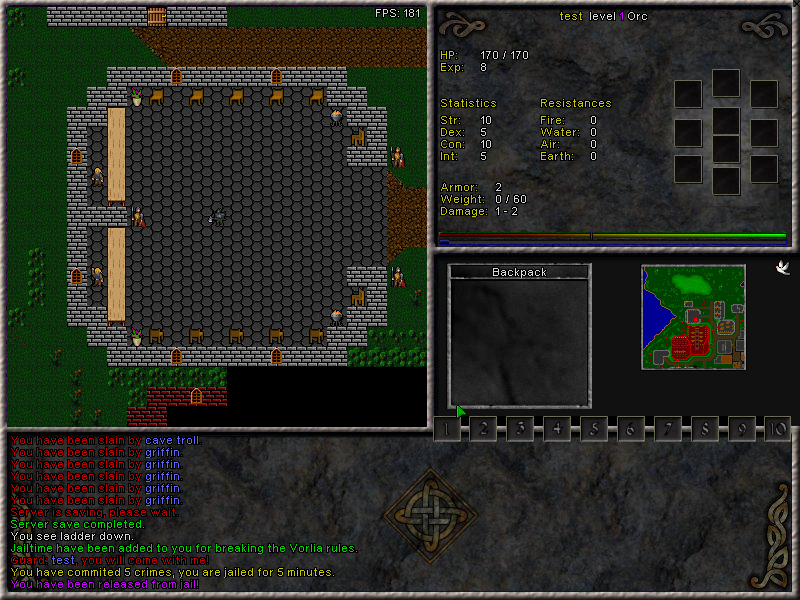 FPS: 181
test level 1 Orc
HP: 170 / 170
Exp: 8
Statistics Resistances
Str: 10 Fire: 0
Dex: 5 Water: 0
Con: 10 Air: 0
Int: 5 Earth: 0
Armor: 2
Weight: 0 / 60
Damage: 1 - 2
Backpack
1 2 3 4 5 6 7 8 9 10
You have been slain by cave troll.
You have been slain by griffin.
You have been slain by griffin.
You have been slain by griffin.
You have been slain by griffin.
You have been slain by griffin.
Server is saving, please wait..
Server save completed.
You see ladder down.
Jailtime have been added to you for breaking the Vorlia rules.
Guard: test, you will come with me!
You have commited 5 crimes, you are jailed for 5 minutes.
You have been released from jail!